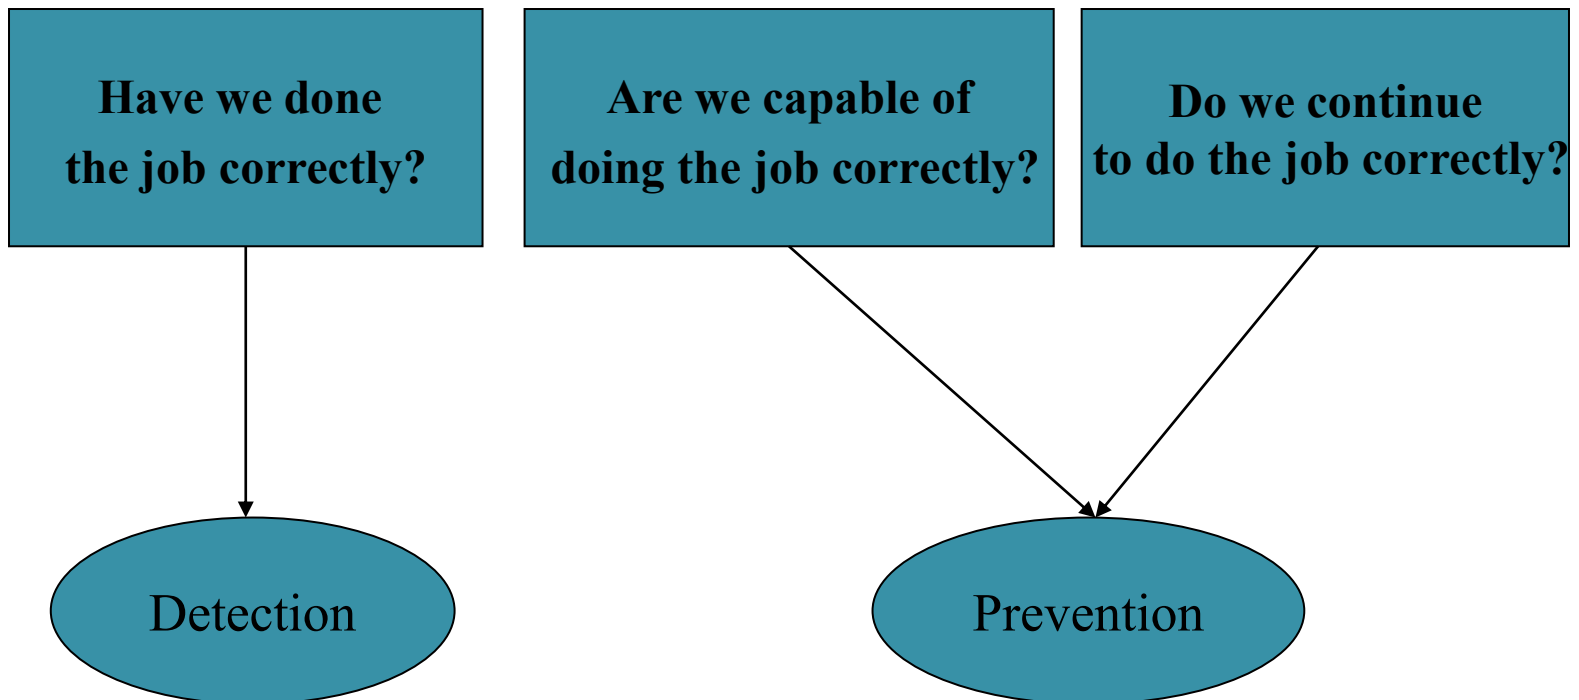 Have we done
the job correctly?
Are we capable of
doing the job correctly?
Do we continue
to do the job correctly?
Detection
Prevention